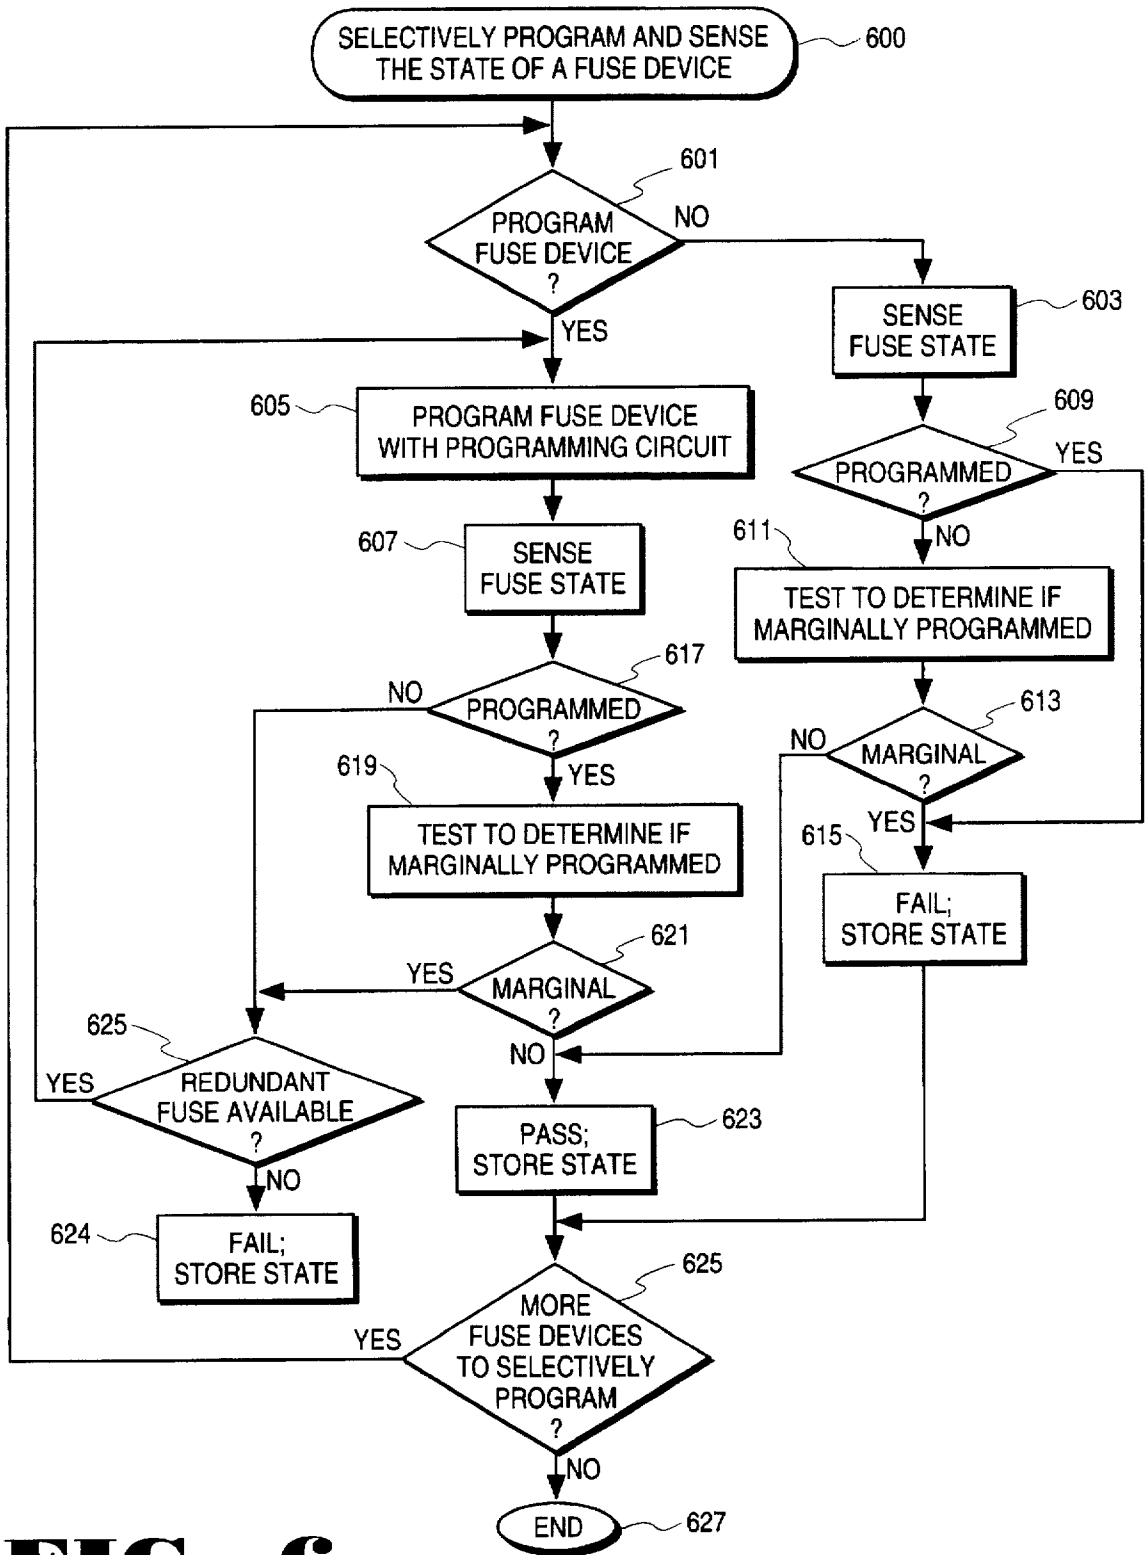 SELECTIVELY PROGRAM AND SENSE
THE STATE OF A FUSE DEVICE
600
601
PROGRAM
FUSE DEVICE
?
NO
YES
603
SENSE
FUSE STATE
605
PROGRAM FUSE DEVICE
WITH PROGRAMMING CIRCUIT
609
PROGRAMMED
?
YES
NO
607
SENSE
FUSE STATE
611
TEST TO DETERMINE IF
MARGINALLY PROGRAMMED
617
NO
PROGRAMMED
?
YES
613
NO
MARGINAL
?
YES
619
TEST TO DETERMINE IF
MARGINALLY PROGRAMMED
615
FAIL;
STORE STATE
621
YES
MARGINAL
?
NO
625
YES
REDUNDANT
FUSE AVAILABLE
?
NO
623
PASS;
STORE STATE
624
FAIL;
STORE STATE
625
YES
MORE
FUSE DEVICES
TO SELECTIVELY
PROGRAM
?
NO
END
627